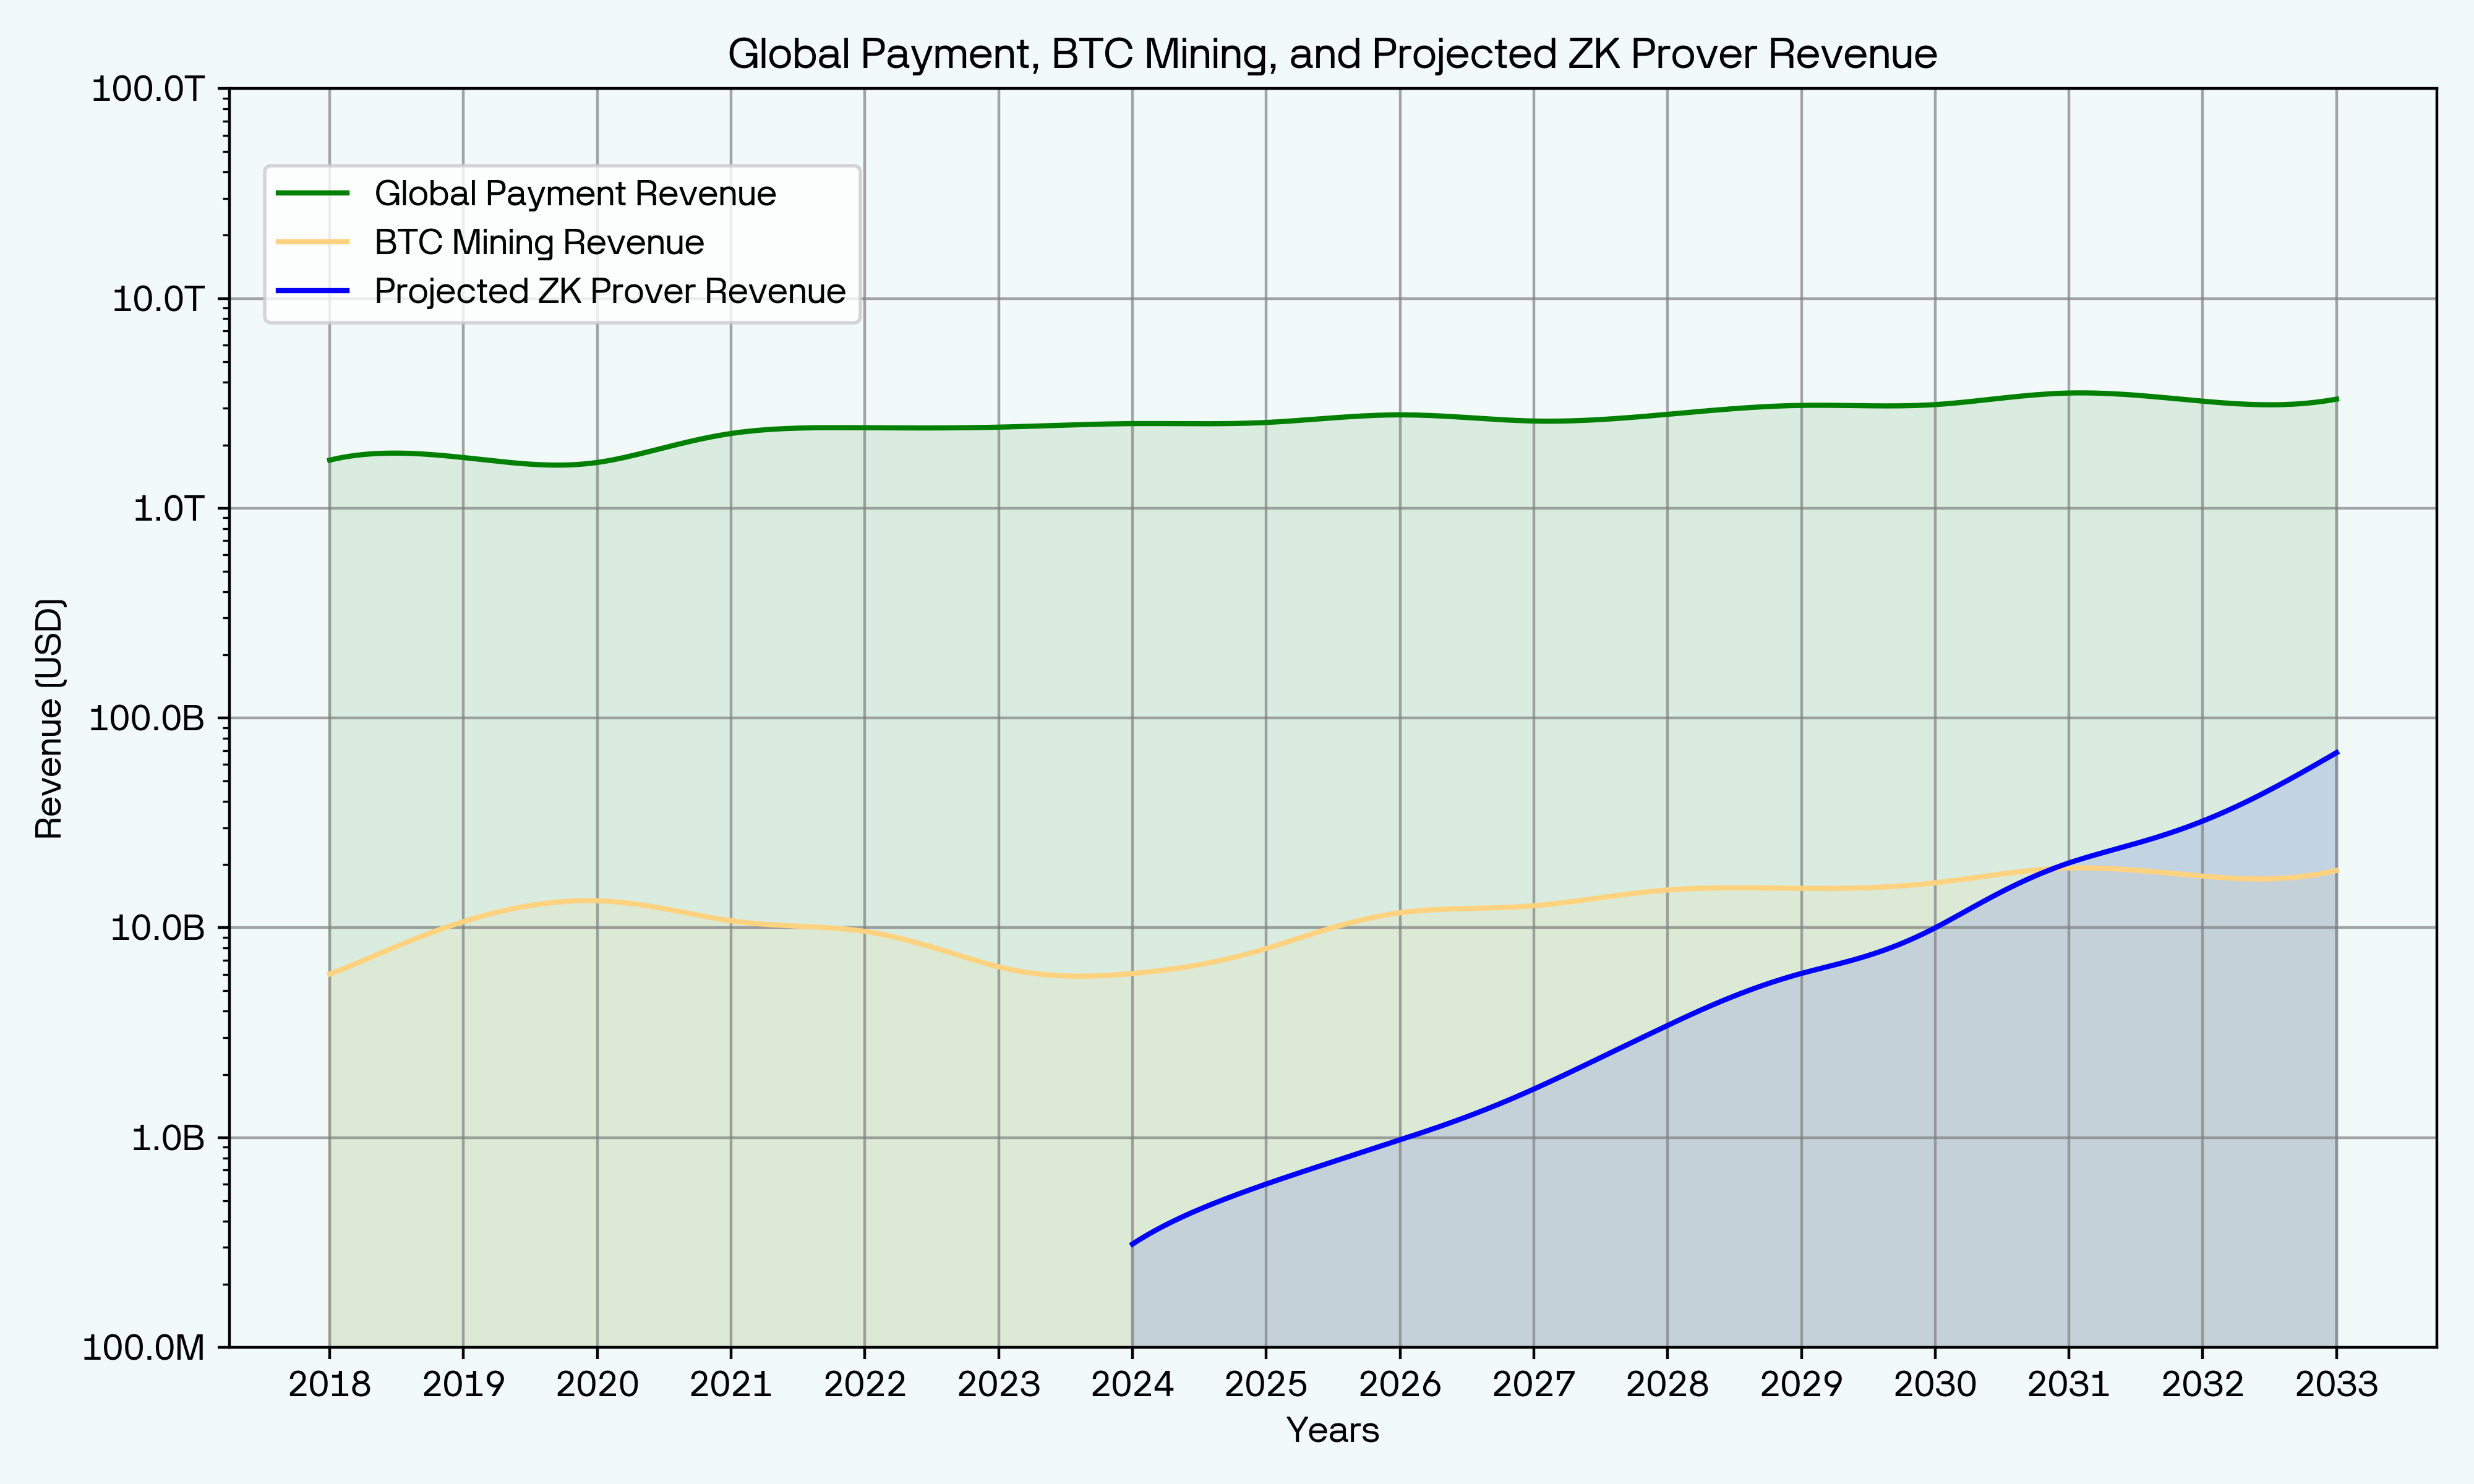 Global Payment, BTC Mining, and Projected ZK Prover Revenue
100.0T
10.0T
1.0T
100.0B
10.0B
1.0B
100.0M
Revenue (USD)
Global Payment Revenue
BTC Mining Revenue
Projected ZK Prover Revenue
2018 2019 2020 2021 2022 2023 2024 2025 2026 2027 2028 2029 2030 2031 2032 2033
Years